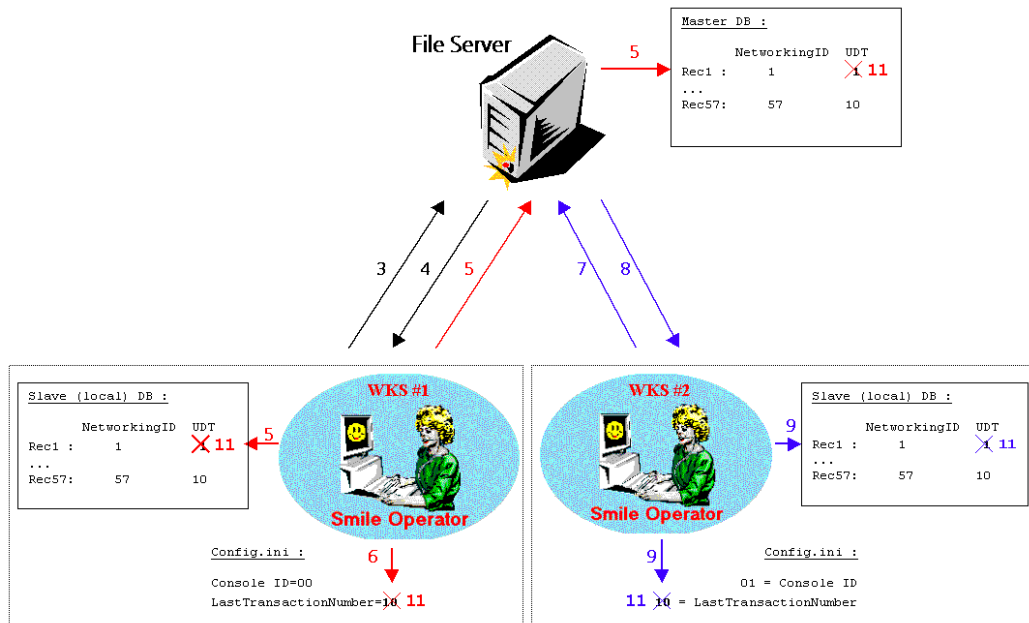 File Server
Master DB :
NetworkingID UDT
Rec1 : 1 1 11
...
Rec57: 57 10
5
3
4
5
7
8
WKS #1
Smile Operator
Slave (local) DB :
NetworkingID UDT
Rec1 : 1 1 11
...
Rec57: 57 10
5
6
Config.ini :
Console ID=00
LastTransactionNumber=10 11
WKS #2
Smile Operator
9
Slave (local) DB :
NetworkingID UDT
Rec1 : 1 1 11
...
Rec57: 57 10
9
Config.ini :
01 = Console ID
11 10 = LastTransactionNumber